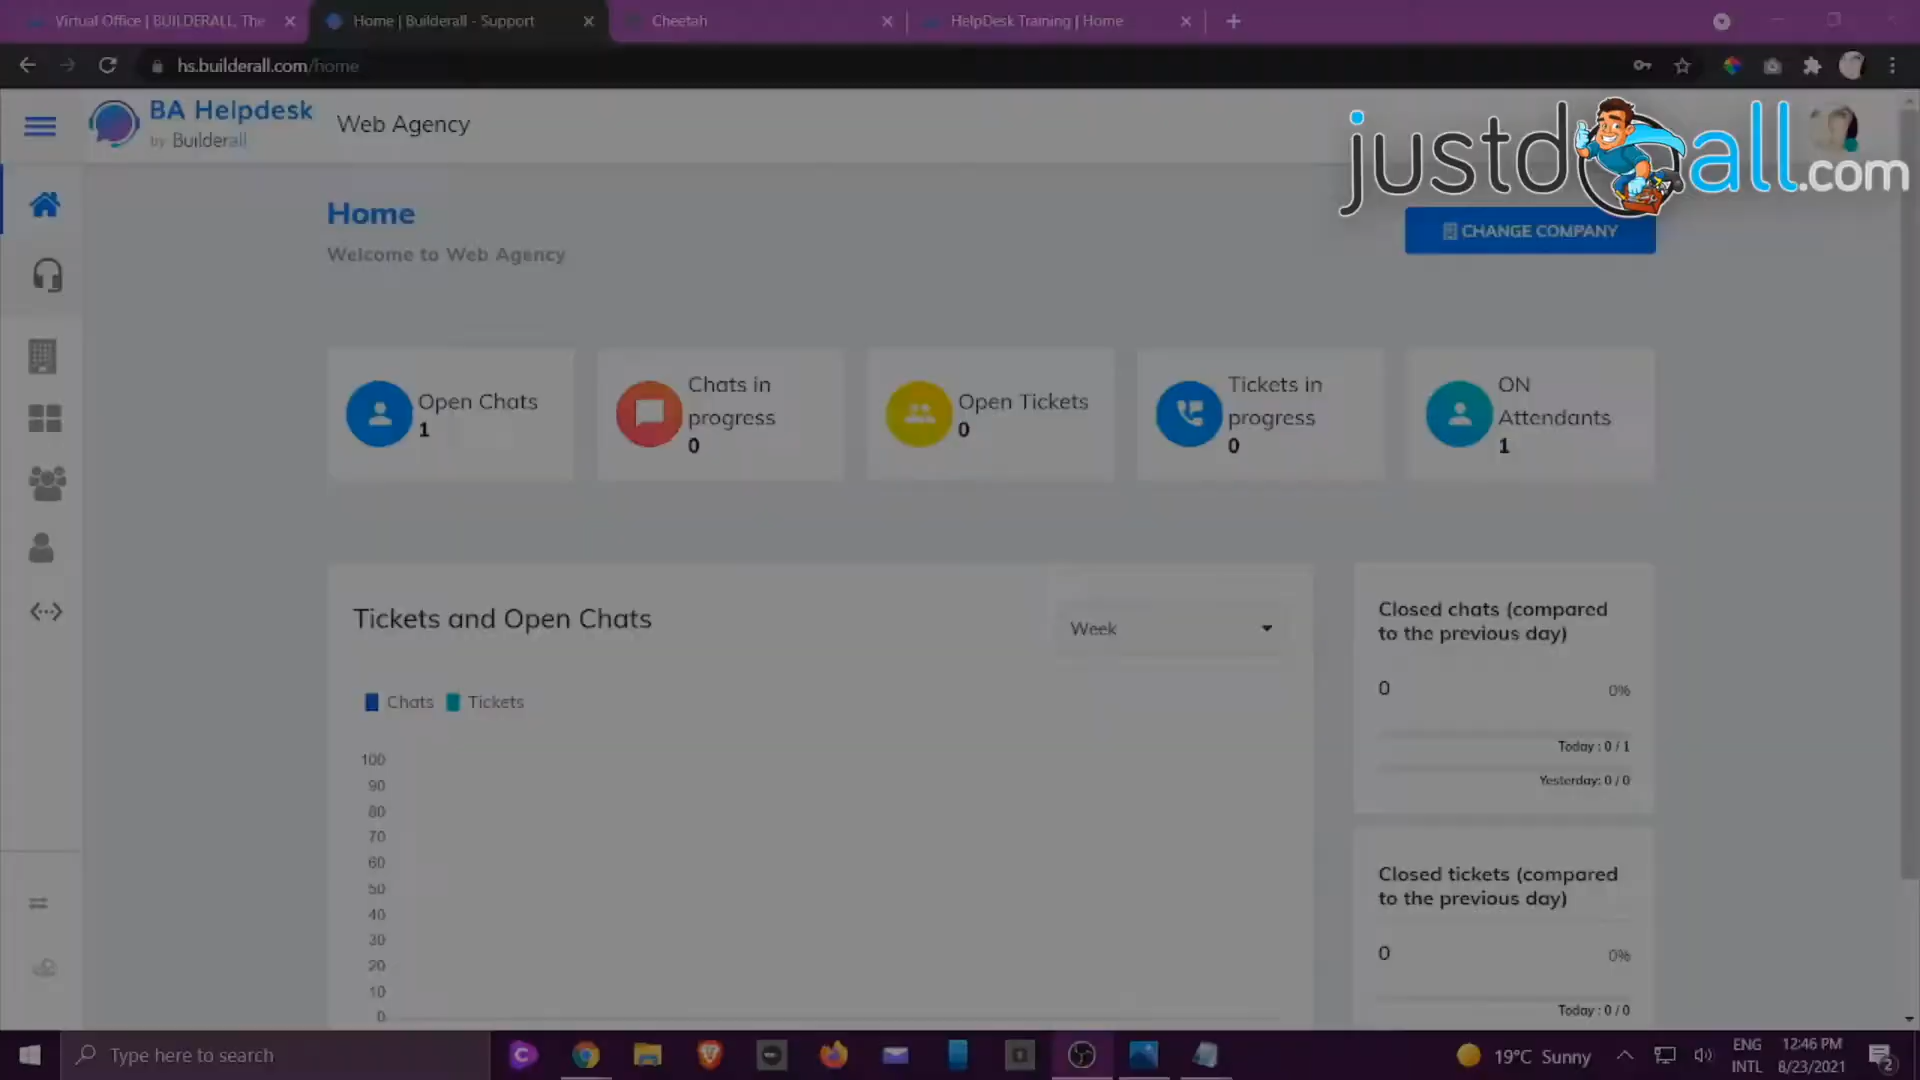 Virtual Office | BUILDERALL. The
Home | Builderall - Support
Cheetah
HelpDesk Training | Home
hs.builderall.com/home
BA Helpdesk
by Builderall
Web Agency
justdoall.com
Home
Welcome to Web Agency
CHANGE COMPANY
Open Chats
1
Chats in
progress
0
Open Tickets
0
Tickets in
progress
0
ON
Attendants
1
Tickets and Open Chats
Week
Chats
Tickets
100
90
80
70
60
50
40
30
20
10
0
Closed chats (compared
to the previous day)
0
0%
Today : 0 / 1
Yesterday: 0 / 0
Closed tickets (compared
to the previous day)
0
0%
Today : 0 / 0
Type here to search
19°C Sunny
ENG
INTL
12:46 PM
8/23/2021
2